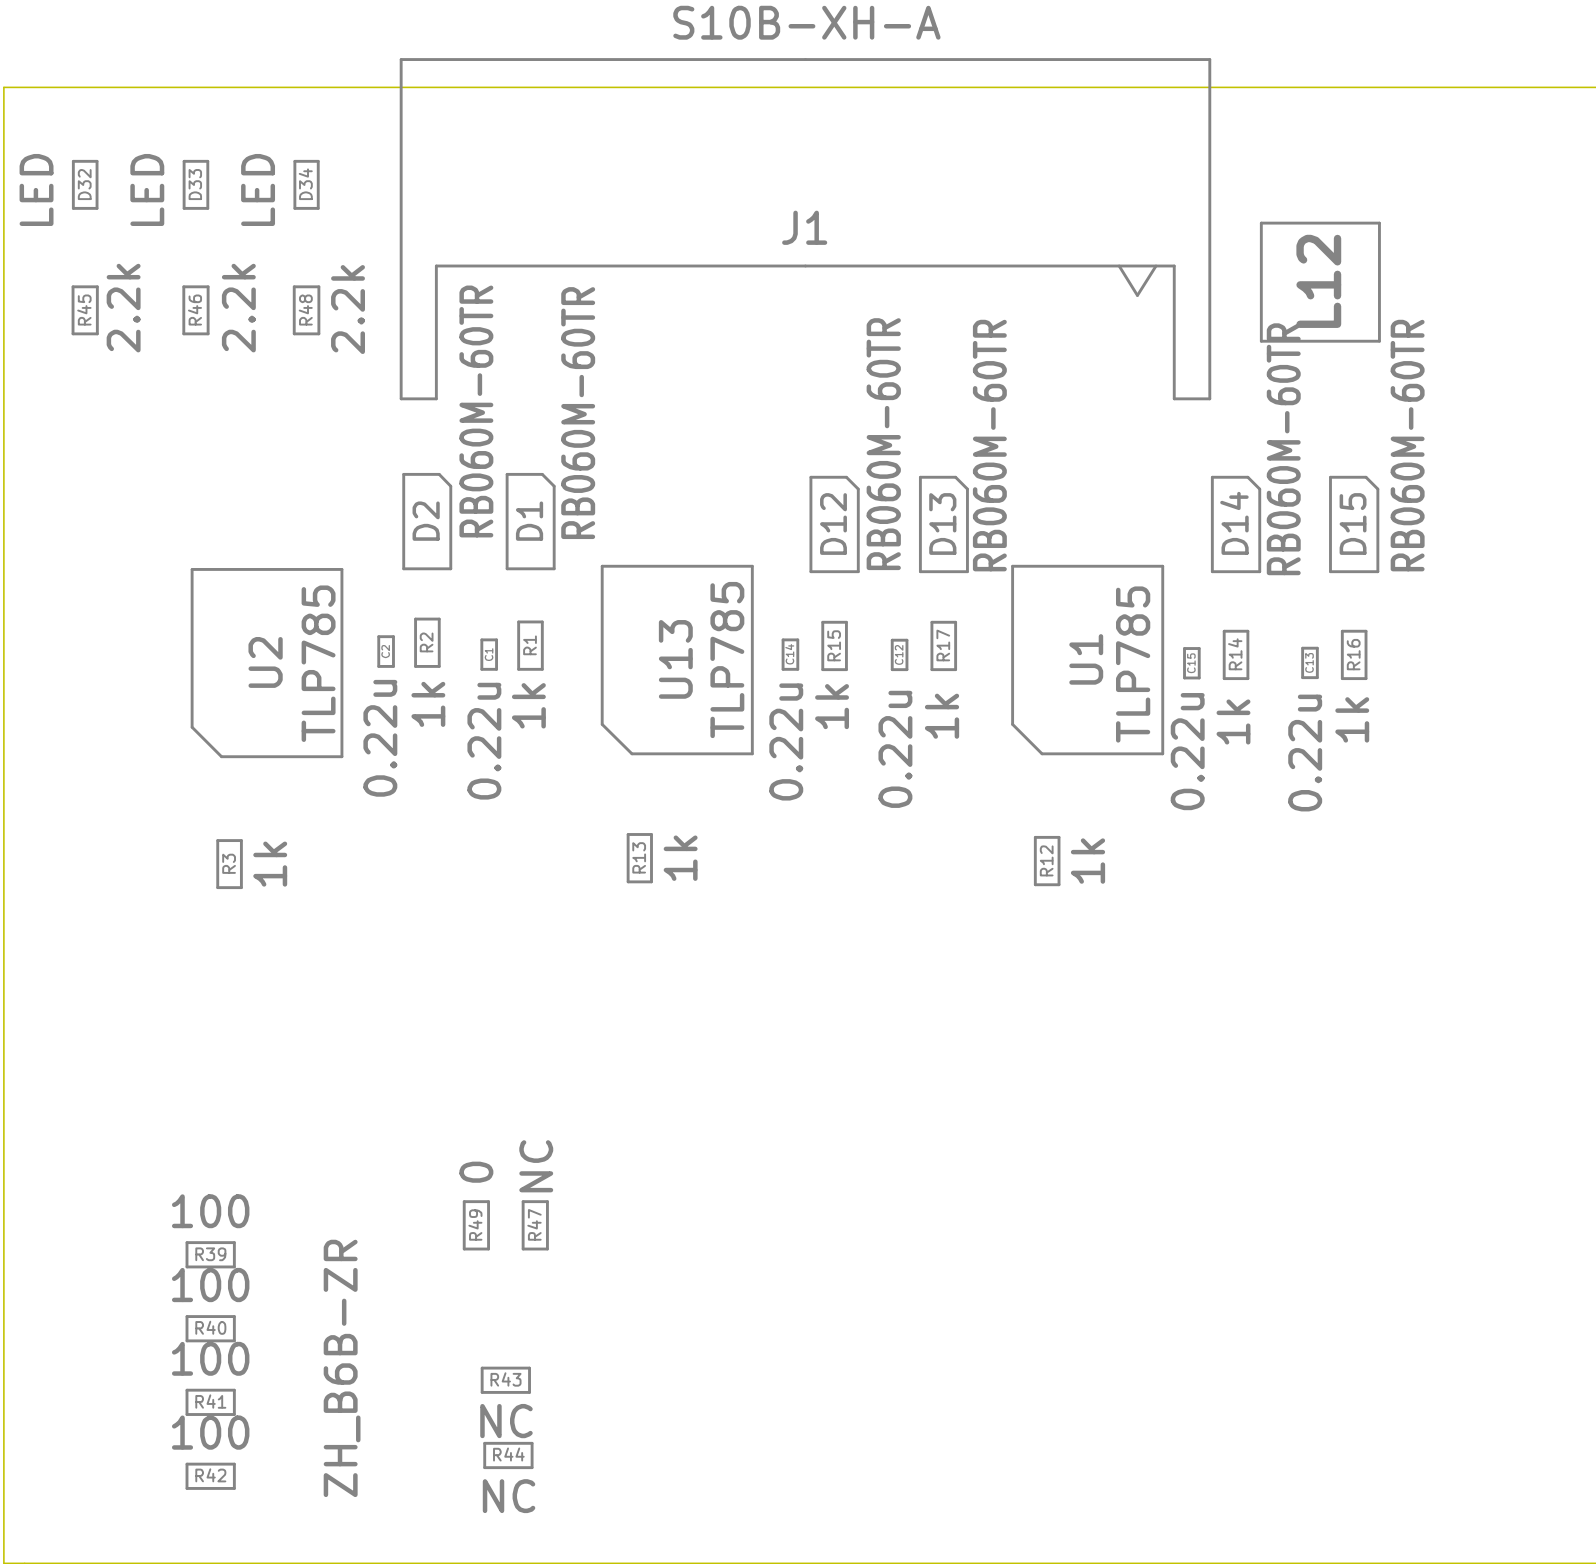 S10B-XH-A
J1
LED
D32
LED
D33
LED
D34
R45
2.2k
R46
2.2k
R48
2.2k
L12
D2
RB060M-60TR
D1
RB060M-60TR
D12
RB060M-60TR
D13
RB060M-60TR
D14
RB060M-60TR
D15
RB060M-60TR
U2
TLP785
C2
0.22u
R2
1k
C1
0.22u
R1
1k
U13
TLP785
C14
0.22u
R15
1k
C12
0.22u
R17
1k
U1
TLP785
C15
0.22u
R14
1k
C13
0.22u
R16
1k
R3
1k
R13
1k
R12
1k
0
R49
NC
R47
100
R39
100
R40
100
R41
100
R42
ZH_B6B-ZR
R43
NC
R44
NC